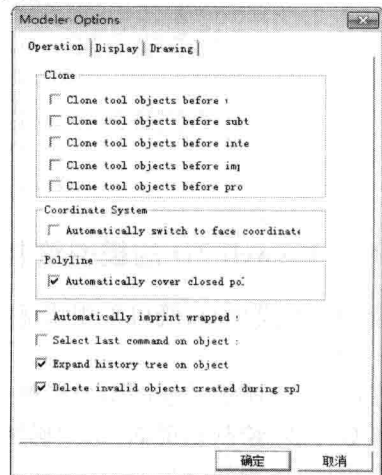 Modeler Options
Operation Display Drawing
Clone
Clone tool objects before
Clone tool objects before subt
Clone tool objects before inte
Clone tool objects before imp
Clone tool objects before pro
Coordinate System
Automatically switch to face coordinate
Polyline
Automatically cover closed po
Automatically imprint wrapped
Select last command on object
Expand history tree on object
Delete invalid objects created during spl
确定 取消